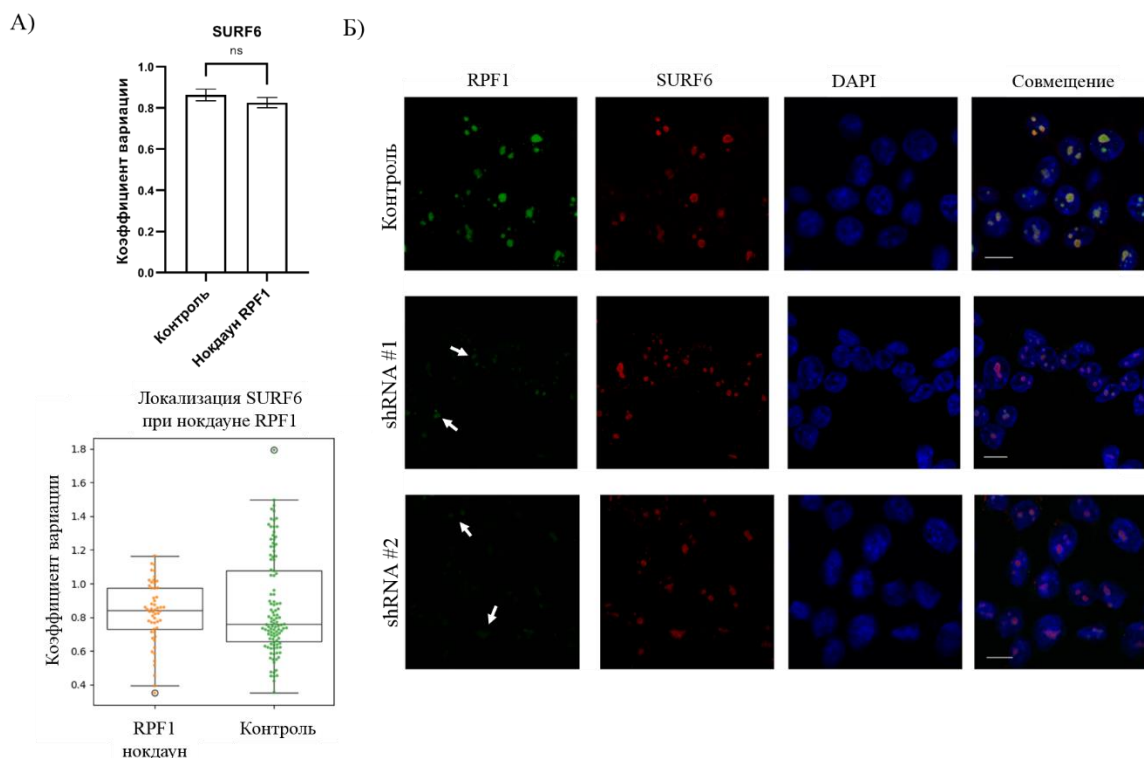 А)
SURF6
ns
Коэффициент вариации
1.0
0.8
0.6
0.4
0.2
0.0
Контроль
Нокдаун RPF1
Локализация SURF6
при нокдауне RPF1
Коэффициент вариации
1.8
1.6
1.4
1.2
1.0
0.8
0.6
0.4
RPF1
нокдаун
Контроль
Б)
RPF1
SURF6
DAPI
Совмещение
Контроль
shRNA #1
shRNA #2